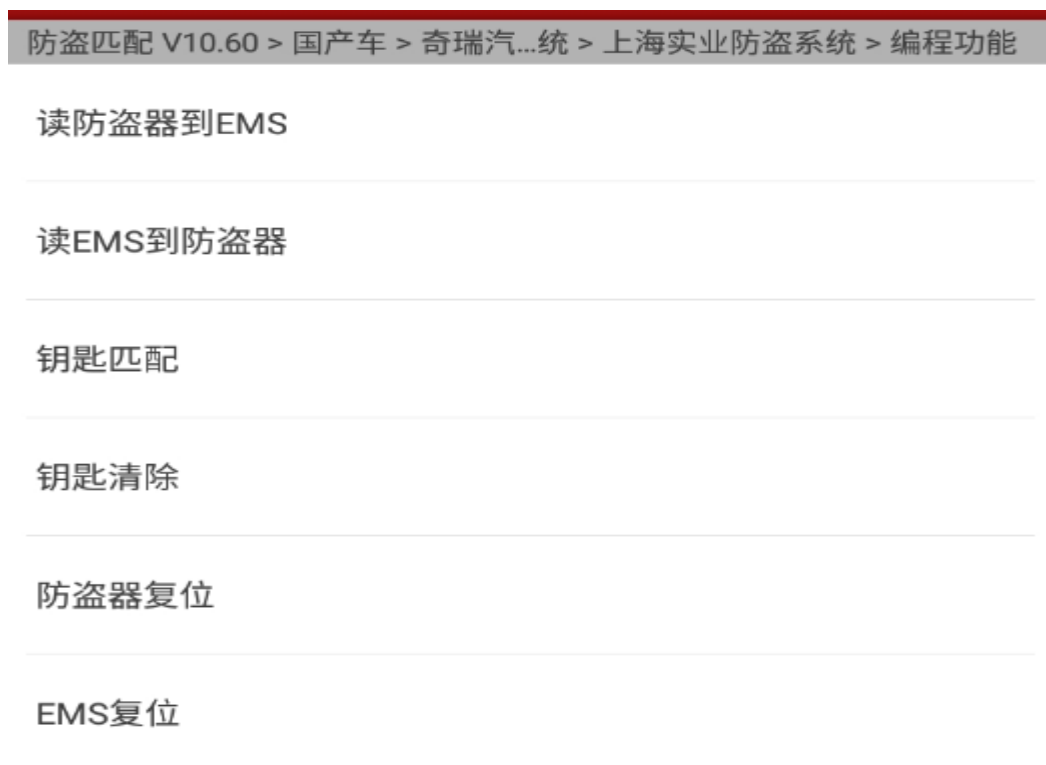 防盗匹配 V10.60 > 国产车 > 奇瑞汽...统 > 上海实业防盗系统 > 编程功能
读防盗器到EMS
读EMS到防盗器
钥匙匹配
钥匙清除
防盗器复位
EMS复位